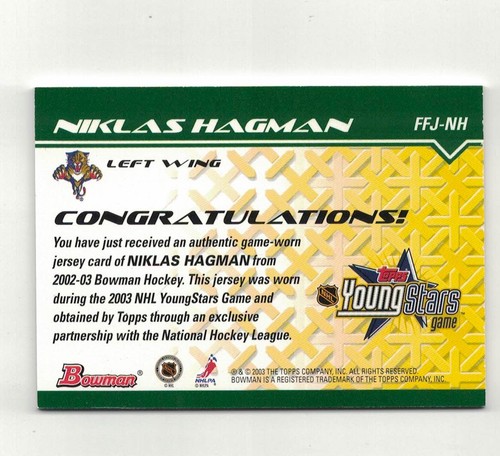 NIKLAS HAGMAN
FFJ-NH
LEFT WING
CONGRATULATIONS!
You have just received an authentic game-worn
jersey card of NIKLAS HAGMAN from
2002-03 Bowman Hockey. This jersey was worn
during the 2003 NHL YoungStars Game and
obtained by Topps through an exclusive
partnership with the National Hockey League.
Topps
NHL
YoungStars
game
Bowman
NHL
NHLPA
® & © 2003 THE TOPPS COMPANY, INC. ALL RIGHTS RESERVED.
BOWMAN IS A REGISTERED TRADEMARK OF THE TOPPS COMPANY, INC.